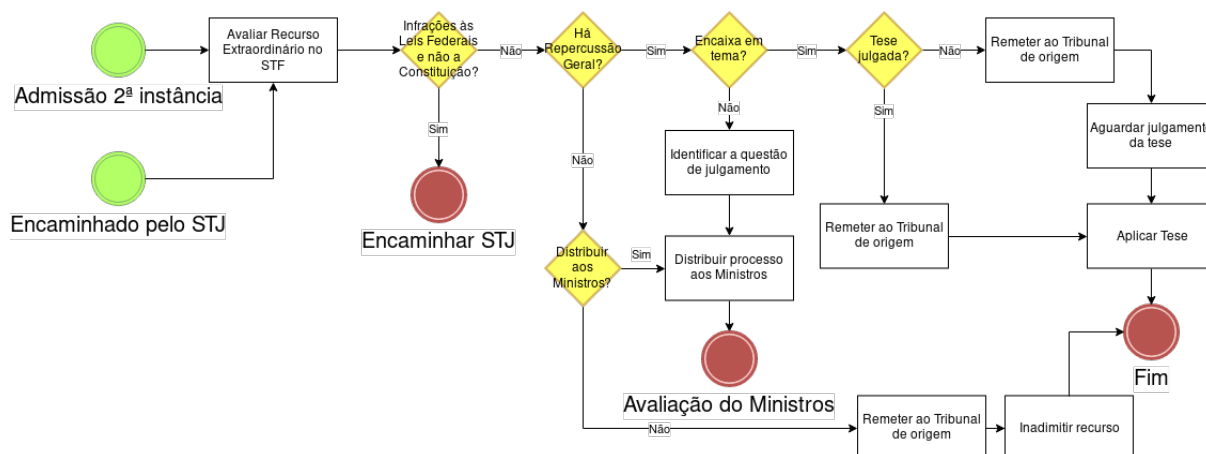 Avaliar Recurso
Extraordinário no
STF
Infrações às
Leis Federais
e não a
Constituição?
Não
Há
Repercussão
Geral?
Sim
Encaixa em
tema?
Sim
Tese
julgada?
Não
Remeter ao Tribunal
de origem
Admissão 2ª instância
Sim
Não
Não
Sim
Aguardar julgamento
da tese
Identificar a questão
de julgamento
Encaminhado pelo STJ
Encaminhar STJ
Distribuir
aos
Ministros?
Sim
Distribuir processo
aos Ministros
Remeter ao Tribunal
de origem
Aplicar Tese
Avaliação do Ministros
Fim
Não
Remeter ao Tribunal
de origem
Inadimitir recurso